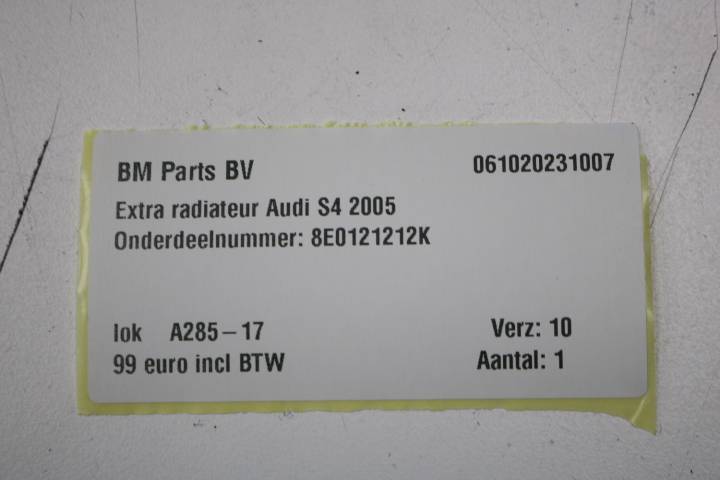 BM Parts BV 061020231007
Extra radiateur Audi S4 2005
Onderdeelnummer: 8E0121212K
lok A285-17 Verz: 10
99 euro incl BTW Aantal: 1